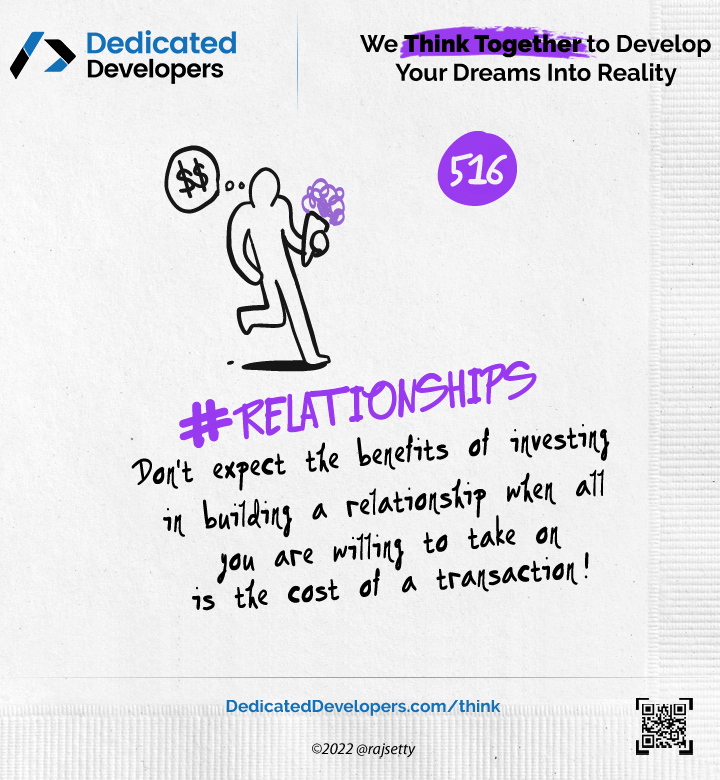 Dedicated
Developers
We Think Together to Develop
Your Dreams Into Reality
$$
516
#RELATIONSHIPS
Don't expect the benefits of investing
in building a relationship when all
you are willing to take on
is the cost of a transaction!
DedicatedDevelopers.com/think
©2022 @rajsetty